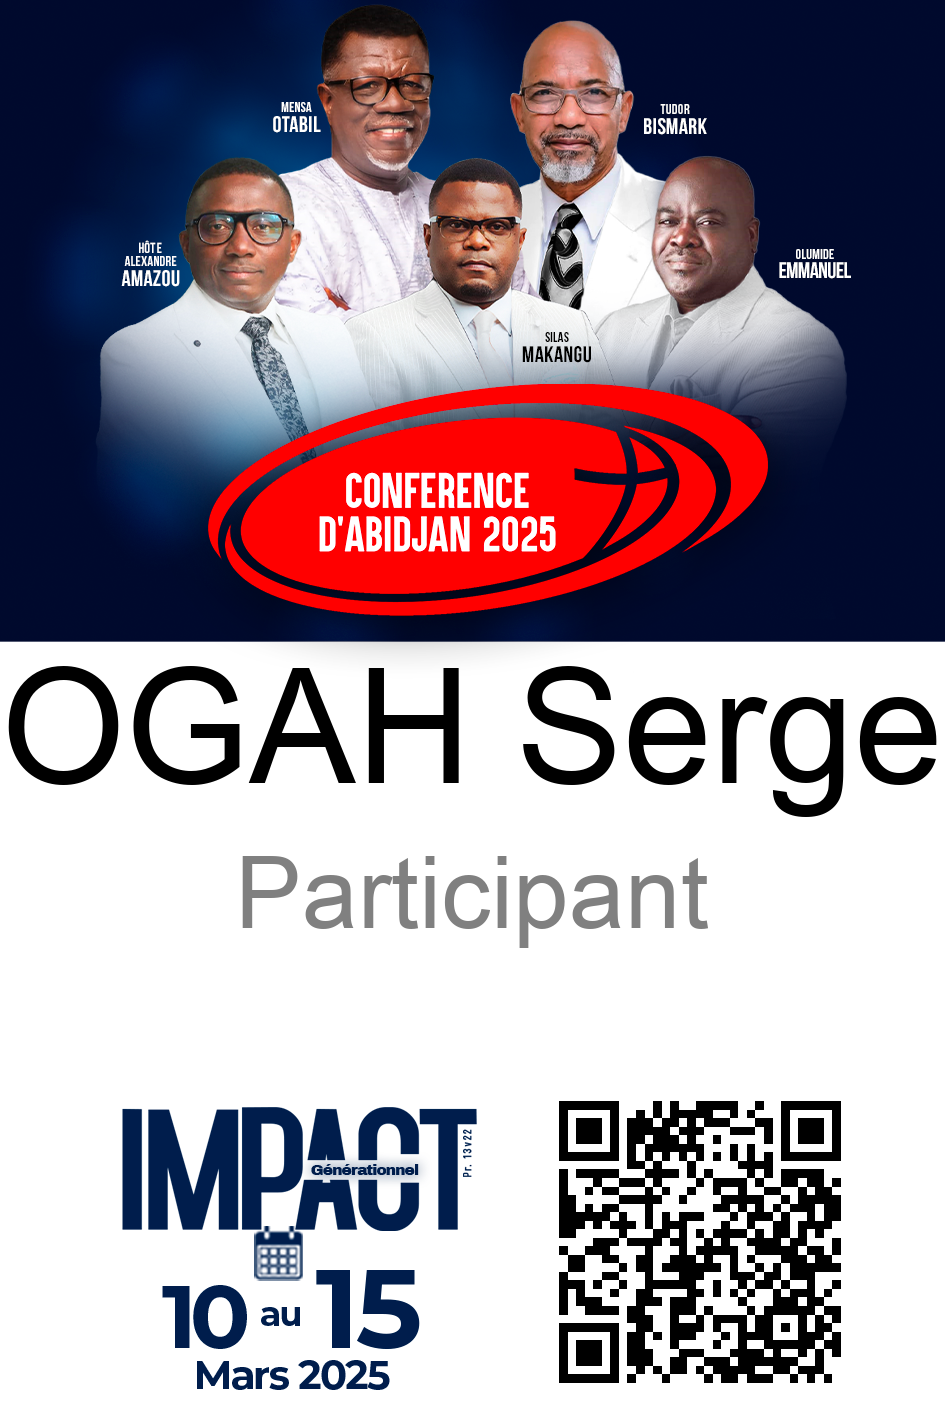 MENSA
OTABIL
TUDOR
BISMARK
HÔTE
ALEXANDRE
AMAZOU
OLUMIDE
EMMANUEL
SILAS
MAKANGU
CONFERENCE
D'ABIDJAN 2025
OGAH Serge
Participant
IMPACT
Générationnel
Pr. 13v22
10 au 15
Mars 2025